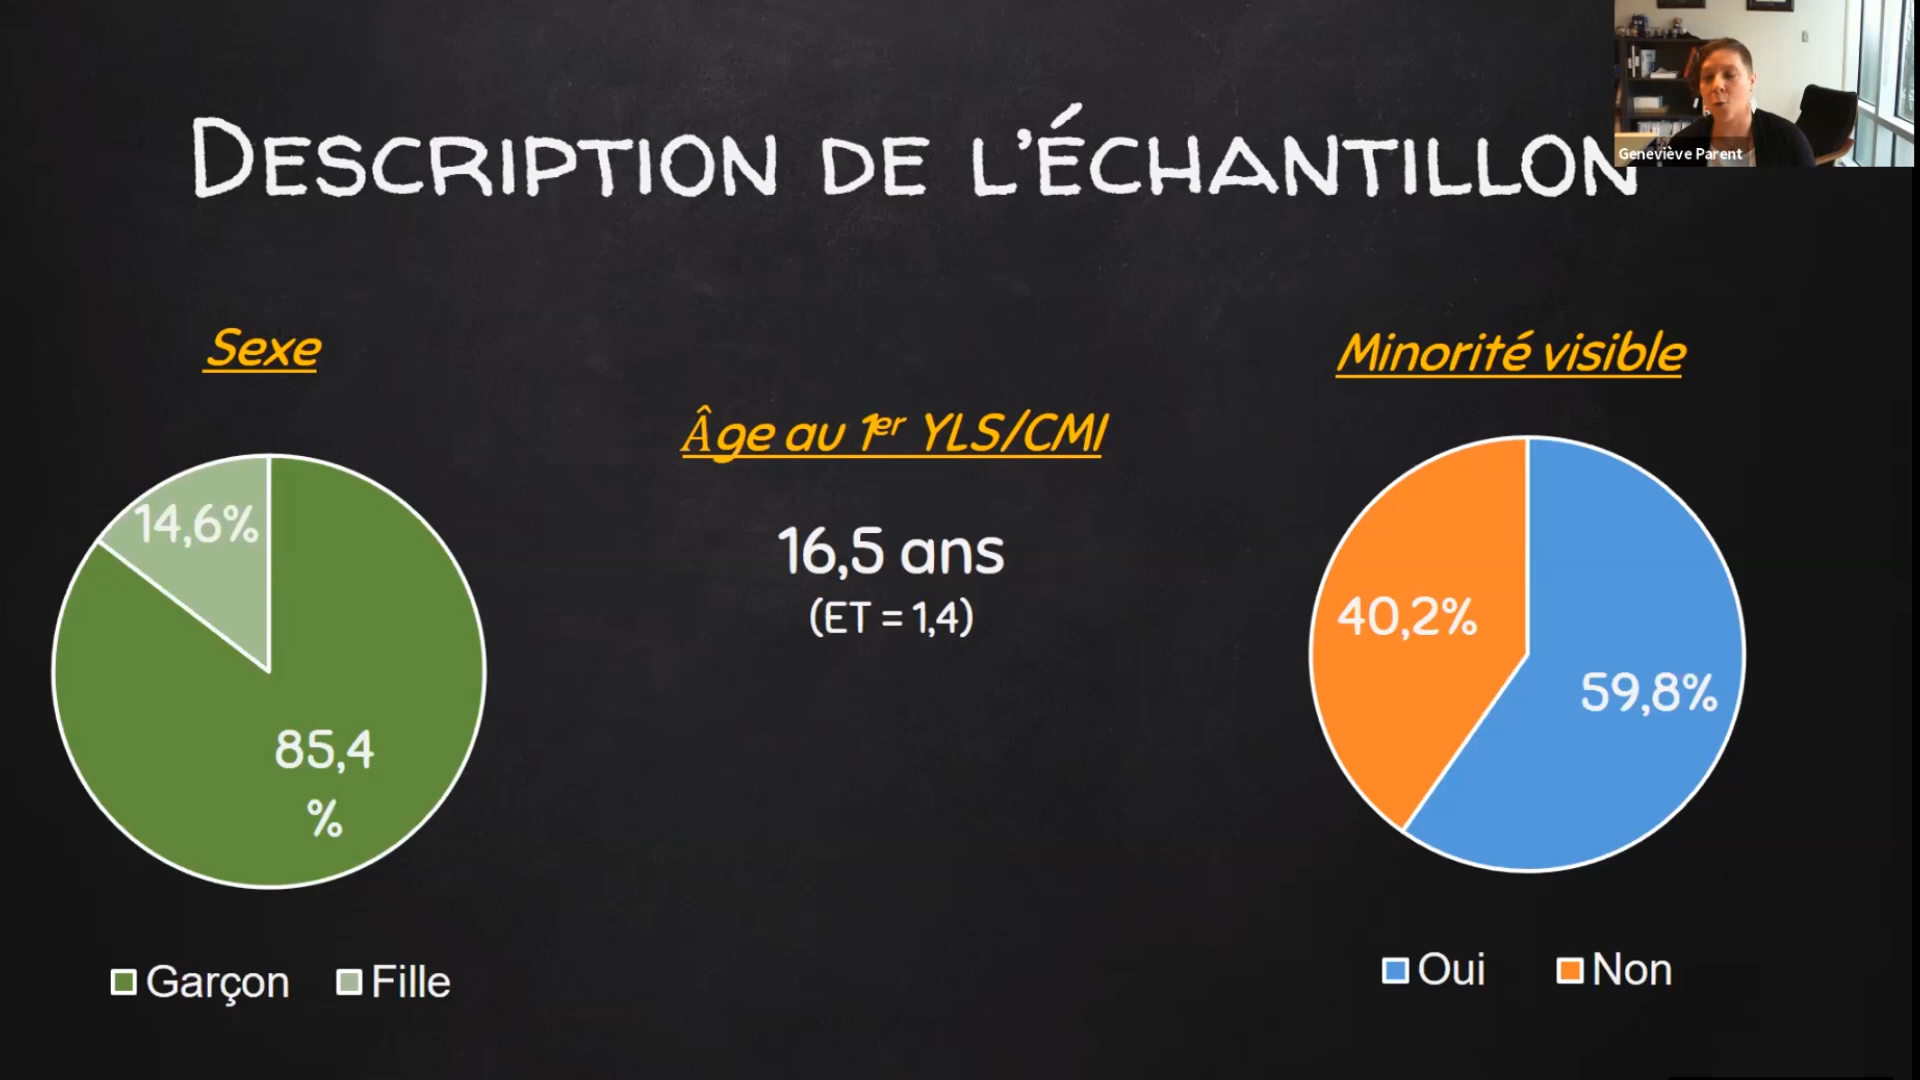 DESCRIPTION DE L'ÉCHANTILLON
Geneviève Parent
Sexe
14,6%
85,4
%
Garçon Fille
Âge au 1er YLS/CMI
16,5 ans
(ET = 1,4)
Minorité visible
40,2%
59,8%
Oui Non